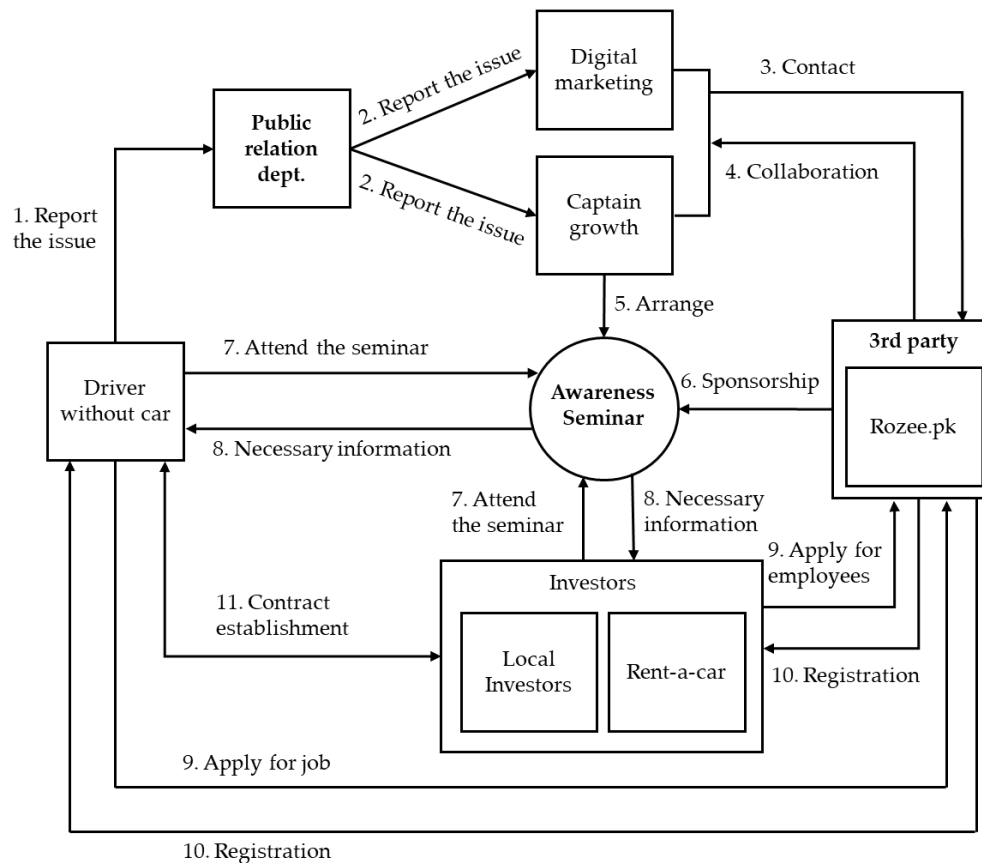 Digital
marketing
3. Contact
2. Report the issue
Public
relation
dept.
4. Collaboration
2. Report the issue
Captain
growth
1. Report
the issue
5. Arrange
3rd party
7. Attend the seminar
Driver
without car
Awareness
Seminar
6. Sponsorship
Rozee.pk
8. Necessary information
7. Attend
the seminar
8. Necessary
information
9. Apply for
employees
Investors
11. Contract
establishment
Local
Investors
Rent-a-car
10. Registration
9. Apply for job
10. Registration